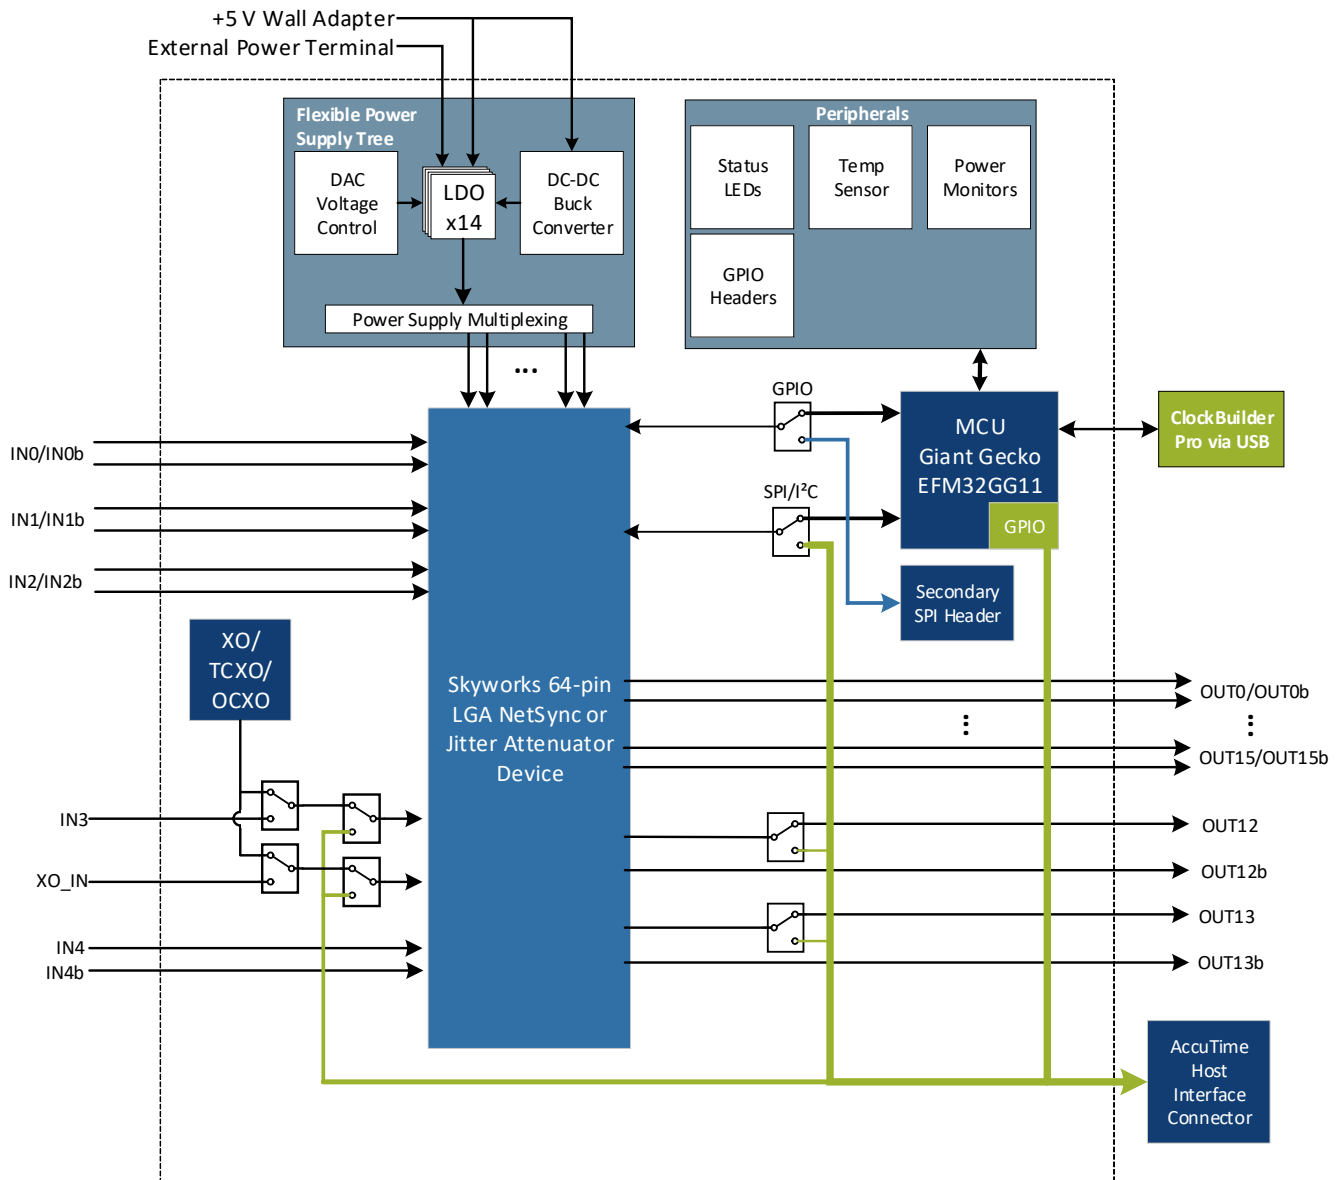 +5 V Wall Adapter
External Power Terminal
Flexible Power
Supply Tree
DAC
Voltage
Control
LDO
x14
DC-DC
Buck
Converter
Power Supply Multiplexing
...
Peripherals
Status
LEDs
Temp
Sensor
Power
Monitors
GPIO
Headers
GPIO
SPI/I²C
MCU
Giant Gecko
EFM32GG11
GPIO
ClockBuilder
Pro via USB
Secondary
SPI Header
IN0/IN0b
IN1/IN1b
IN2/IN2b
XO/
TCXO/
OCXO
IN3
XO_IN
IN4
IN4b
Skyworks 64-pin
LGA NetSync or
Jitter Attenuator
Device
OUT0/OUT0b
OUT15/OUT15b
OUT12
OUT12b
OUT13
OUT13b
AccuTime
Host
Interface
Connector